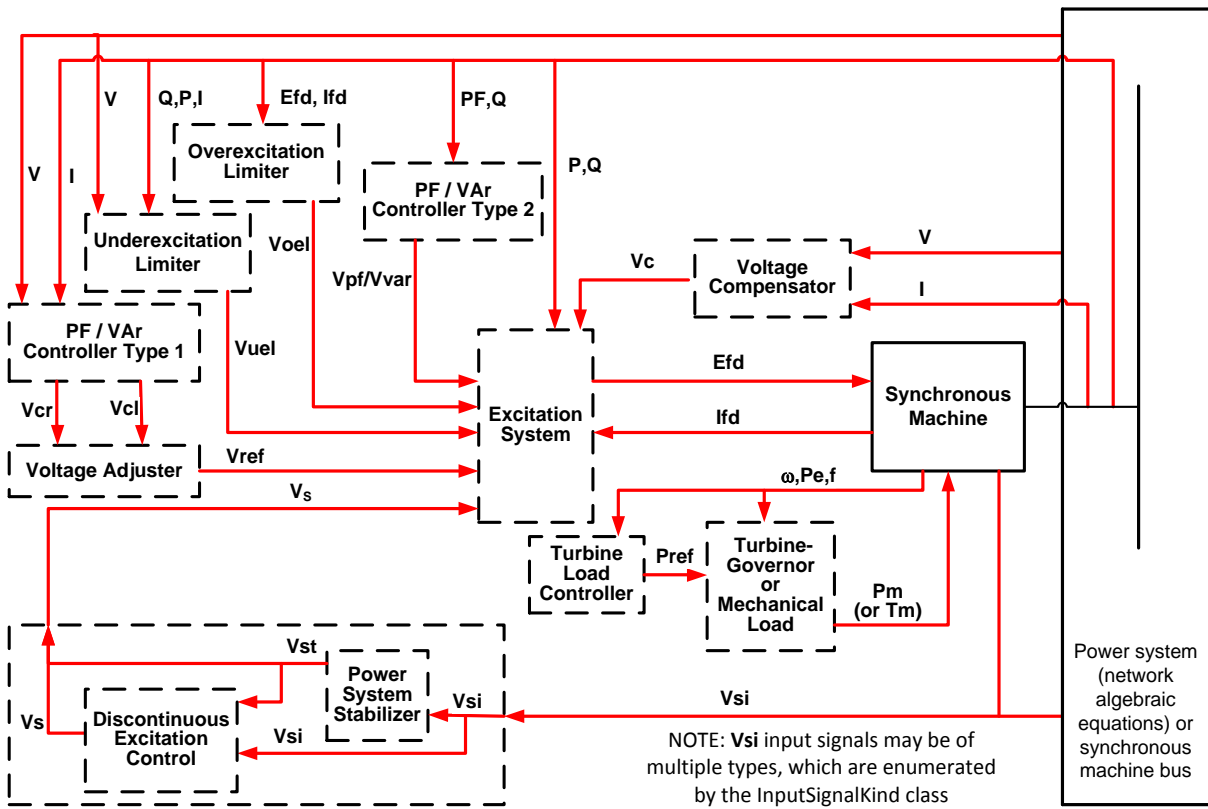 V
Q,P,I
Efd, Ifd
PF,Q
P,Q
V
I
Overexcitation
Limiter
PF / VAr
Controller Type 2
Underexcitation
Limiter
Voel
Vpf/Vvar
Vc
Voltage
Compensator
V
I
PF / VAr
Controller Type 1
Vuel
Vcr
Vcl
Voltage Adjuster
Vref
Vs
Excitation
System
Efd
Ifd
Synchronous
Machine
ω,Pe,f
Turbine
Load
Controller
Pref
Turbine-
Governor
or
Mechanical
Load
Pm
(or Tm)
Vst
Power
System
Stabilizer
Vs
Discontinuous
Excitation
Control
Vsi
Vsi
Vsi
NOTE: Vsi input signals may be of
multiple types, which are enumerated
by the InputSignalKind class
Power system
(network
algebraic
equations) or
synchronous
machine bus